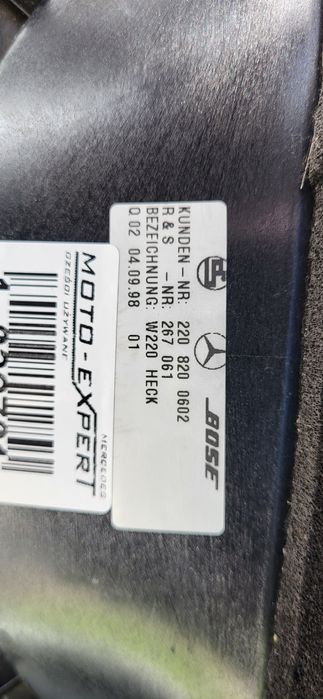 BOSE
KUNDEN-NR: 220 820 0602
R & S -NR: 267 061
BEZEICHNUNG: W220 HECK
Q 02 04.09.98 01
MERCEDES
MOTO-EXPERT
CZĘŚCI UŻYWANE